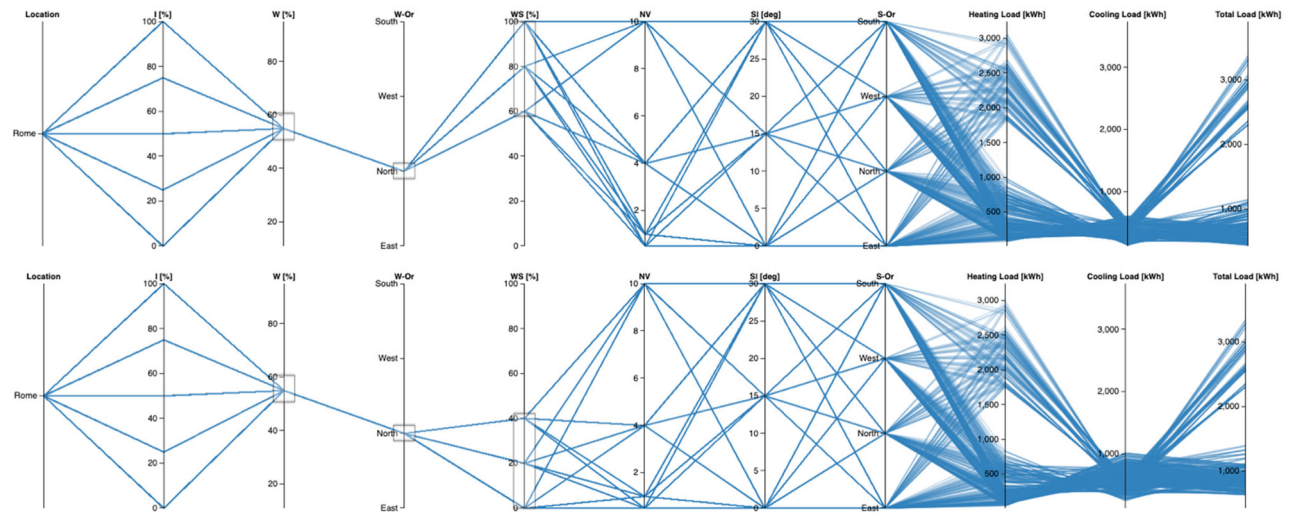 Location I [%] W [%] W-Or WS [%] NV SI [deg] S-Or Heating Load [kWh] Cooling Load [kWh] Total Load [kWh]
100 South 100 10 30 South
3,000
80 80 80 8 25 West 2,500 3,000 3,000
60 60 West 60 20 2,000 2,000 2,000
Rome 40 40 North 40 4 15 North 1,500 1,000 1,000
20 20 20 2 10 1,000
0 East 0 0 5 East 500
0
Location I [%] W [%] W-Or WS [%] NV SI [deg] S-Or Heating Load [kWh] Cooling Load [kWh] Total Load [kWh]
100 South 100 10 30 South
3,000
80 80 80 8 25 West 2,500 3,000 3,000
60 60 West 60 6 20 2,000 2,000 2,000
Rome 40 40 North 40 4 15 North 1,500 1,000 1,000
20 20 20 2 10 1,000
0 East 0 0 5 East 500
0